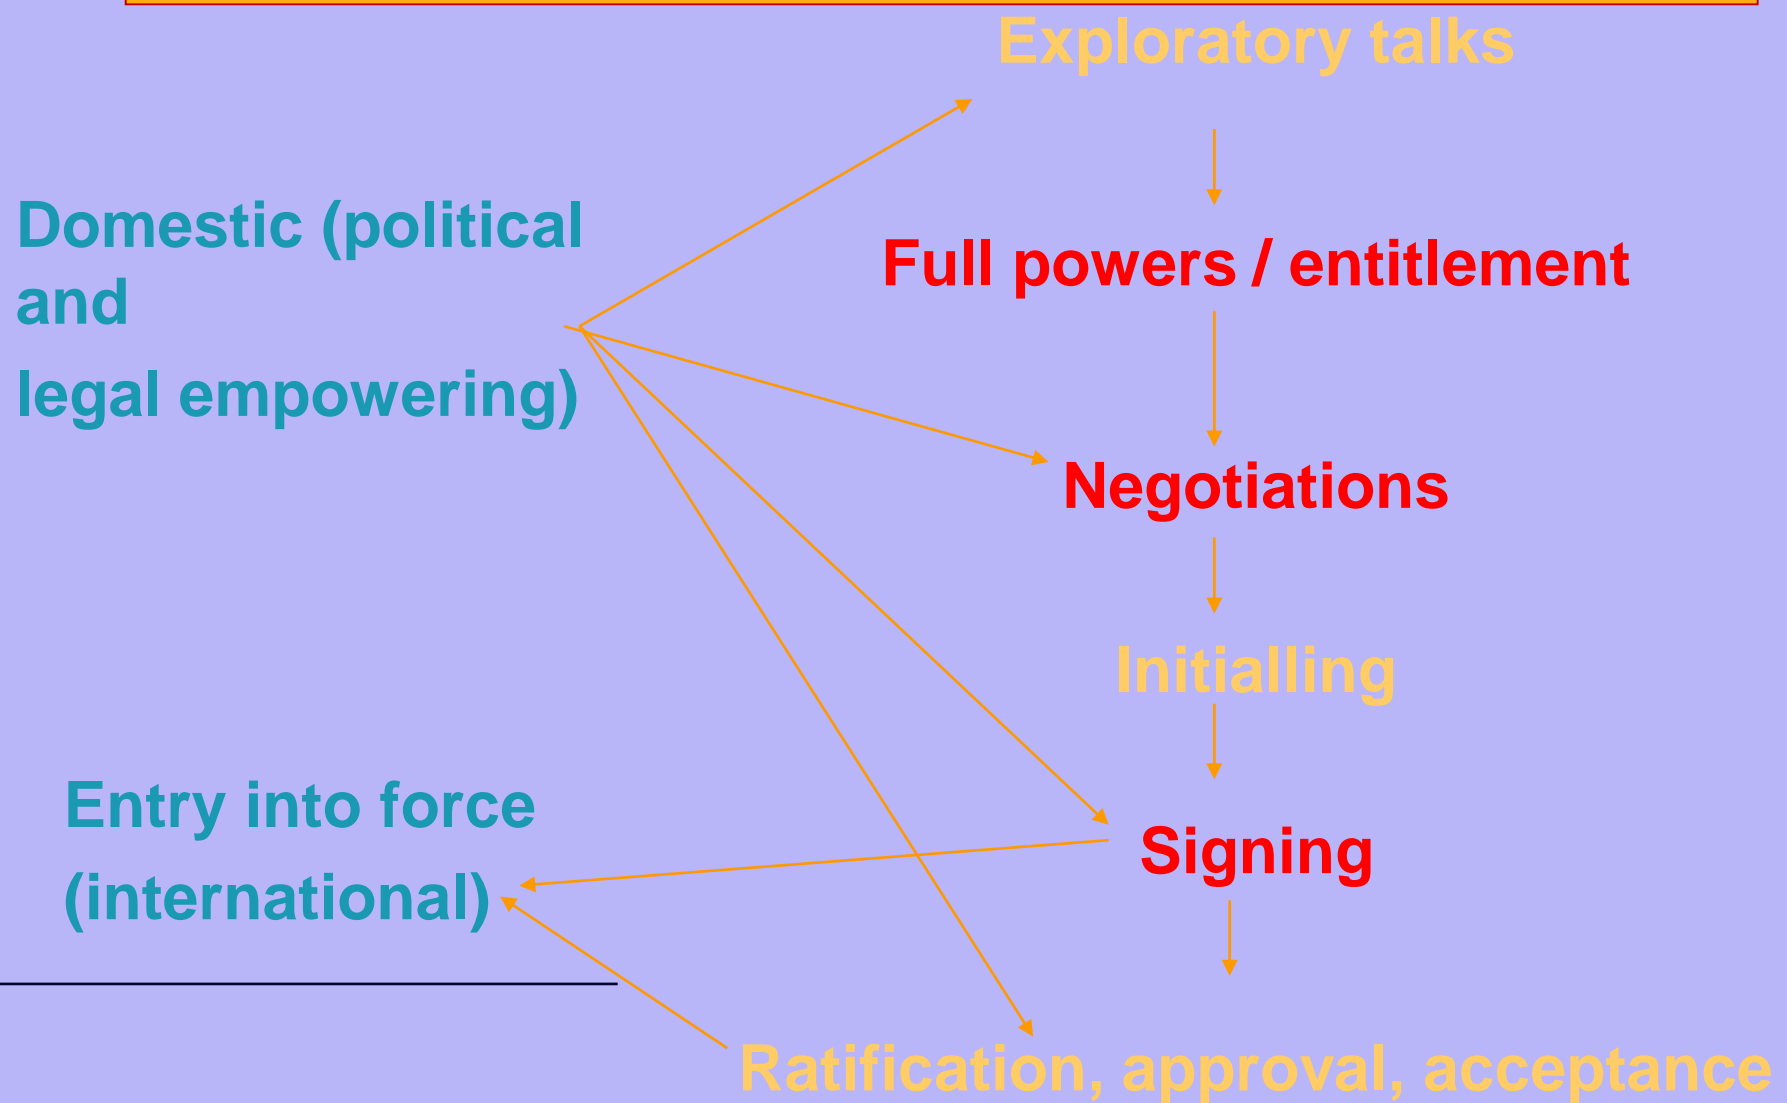 Exploratory talks
Domestic (political
and
legal empowering)
Full powers / entitlement
Negotiations
Initialling
Entry into force
(international)
Signing
Ratification, approval, acceptance